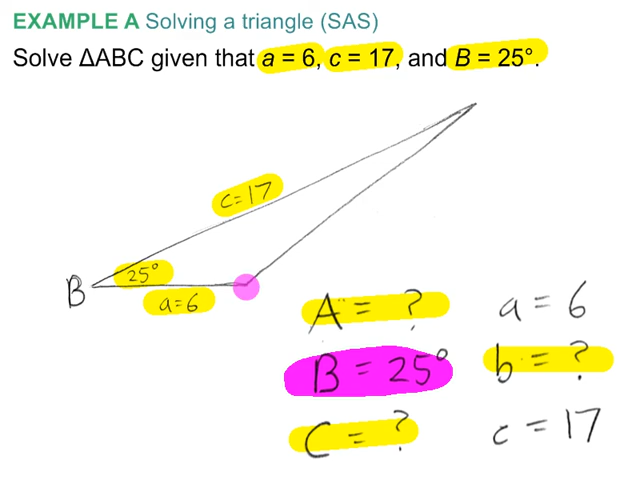 EXAMPLE A Solving a triangle (SAS)
Solve ΔABC given that a = 6, c = 17, and B = 25°.
c=17
B
25°
a=6
A = ?
a = 6
B = 25°
b = ?
C = ?
c = 17